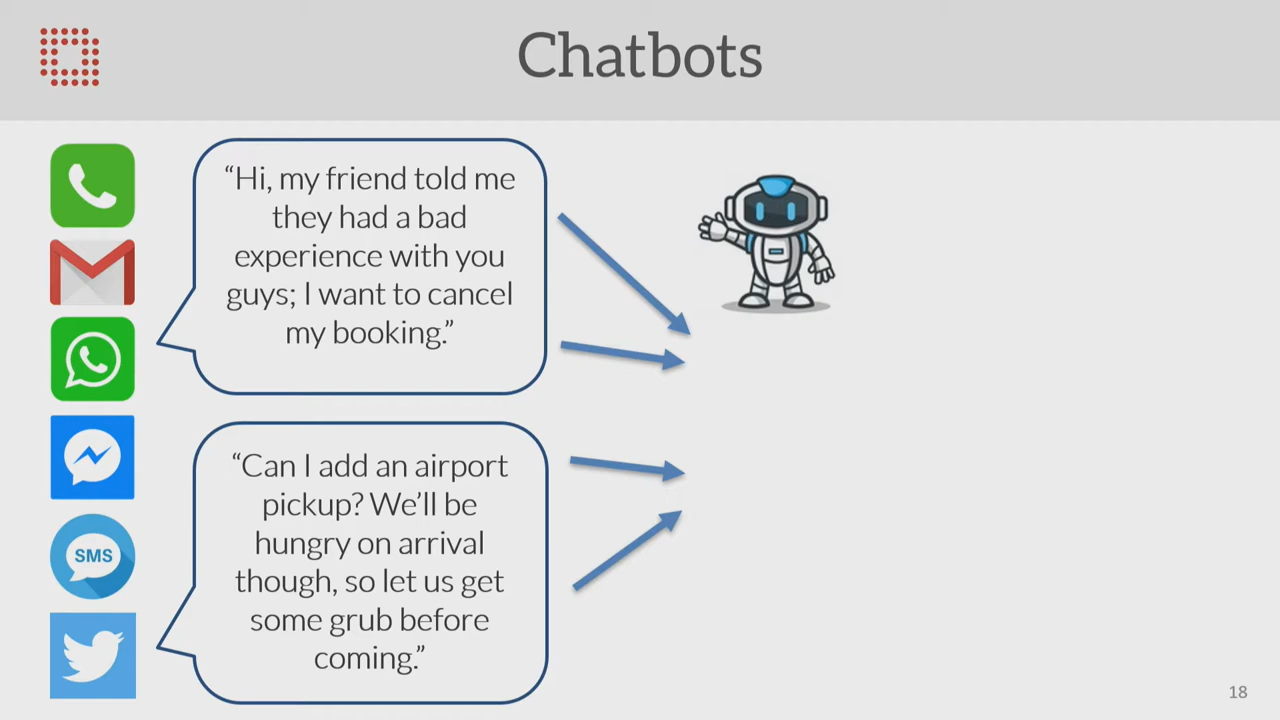 Chatbots
“Hi, my friend told me
they had a bad
experience with you
guys; I want to cancel
my booking.”
“Can I add an airport
pickup? We’ll be
hungry on arrival
though, so let us get
some grub before
coming.”
SMS
18